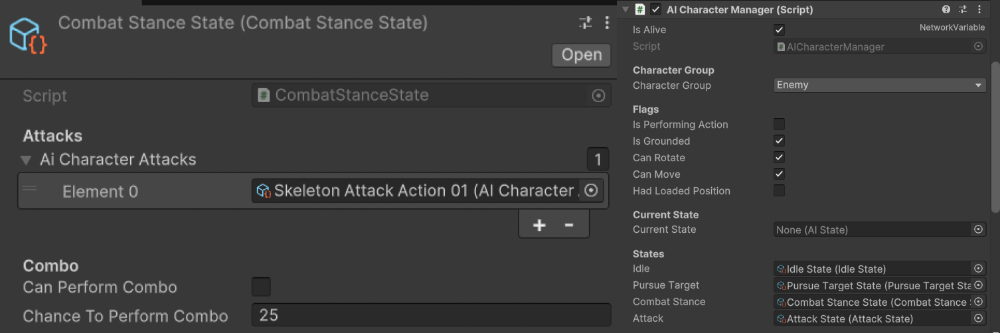 Combat Stance State (Combat Stance State)
Open
Script
CombatStanceState
Attacks
Ai Character Attacks
1
Element 0
Skeleton Attack Action 01 (AI Character
+ -
Combo
Can Perform Combo
Chance To Perform Combo
25
AI Character Manager (Script)
Is Alive
NetworkVariable
Script
AICharacterManager
Character Group
Character Group
Enemy
Flags
Is Performing Action
Is Grounded
Can Rotate
Can Move
Had Loaded Position
Current State
Current State
None (AI State)
States
Idle
Idle State (Idle State)
Pursue Target
Pursue Target State (Pursue Target Sta
Combat Stance
Combat Stance State (Combat Stance
Attack
Attack State (Attack State)